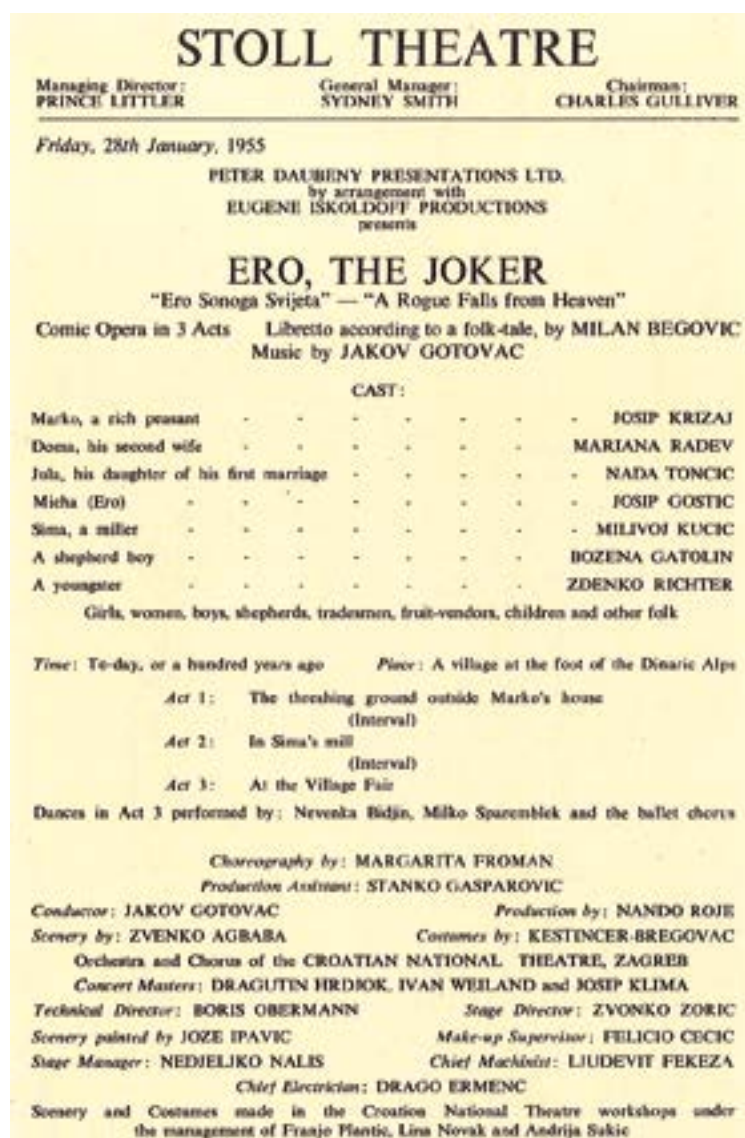 STOLL THEATRE
Managing Director: General Manager: Chairman:
PRINCE LITTLER SYDNEY SMITH CHARLES GULLIVER
Friday, 28th January, 1955
PETER DAUBENY PRESENTATIONS LTD.
by arrangement with
EUGENE ISKOLDOFF PRODUCTIONS
presents
ERO, THE JOKER
"Ero Sonoga Svijeta" — "A Rogue Falls from Heaven"
Comic Opera in 3 Acts Libretto according to a folk-tale, by MILAN BEGOVIC
Music by JAKOV GOTOVAC
CAST:
Marko, a rich peasant - - - - - - - JOSIP KRIZAJ
Doma, his second wife - - - - - - - MARIANA RADEV
Jula, his daughter of his first marriage - - - - - NADA TONCIC
Micha (Ero) - - - - - - - - JOSIP GOSTIC
Sima, a miller - - - - - - - - MILIVOJ KUCIC
A shepherd boy - - - - - - - - BOZENA GATOLIN
A youngster - - - - - - - - ZDENKO RICHTER
Girls, women, boys, shepherds, tradesmen, fruit-vendors, children and other folk
Time: To-day, or a hundred years ago Place: A village at the foot of the Dinaric Alps
Act 1: The threshing ground outside Marko's house
(Interval)
Act 2: In Sima's mill
(Interval)
Act 3: At the Village Fair
Dances in Act 3 performed by: Nevenka Bidjin, Milko Sparemblek and the ballet chorus
Choreography by: MARGARITA FROMAN
Production Assistant: STANKO GASPAROVIC
Conductor: JAKOV GOTOVAC Production by: NANDO ROJE
Scenery by: ZVENKO AGBABA Costumes by: KESTINCER-BREGOVAC
Orchestra and Chorus of the CROATIAN NATIONAL THEATRE, ZAGREB
Concert Masters: DRAGUTIN HRDJOK, IVAN WEILAND and JOSIP KLIMA
Technical Director: BORIS OBERMANN Stage Director: ZVONKO ZORIC
Scenery painted by JOZE IPAVIC Make-up Supervisor: FELICIO CECIC
Stage Manager: NEDJELJKO NALIS Chief Machinist: LJUDEVIT FEKEZA
Chief Electrician: DRAGO ERMENC
Scenery and Costumes made in the Croation National Theatre workshops under
the management of Franjo Plantic, Lina Novak and Andrija Sukic